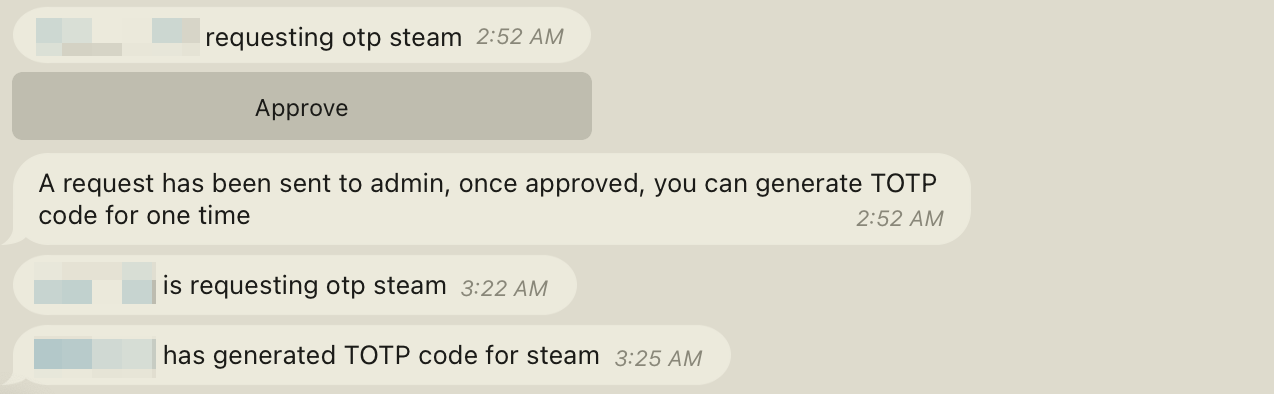 requesting otp steam 2:52 AM
Approve
A request has been sent to admin, once approved, you can generate TOTP
code for one time 2:52 AM
is requesting otp steam 3:22 AM
has generated TOTP code for steam 3:25 AM